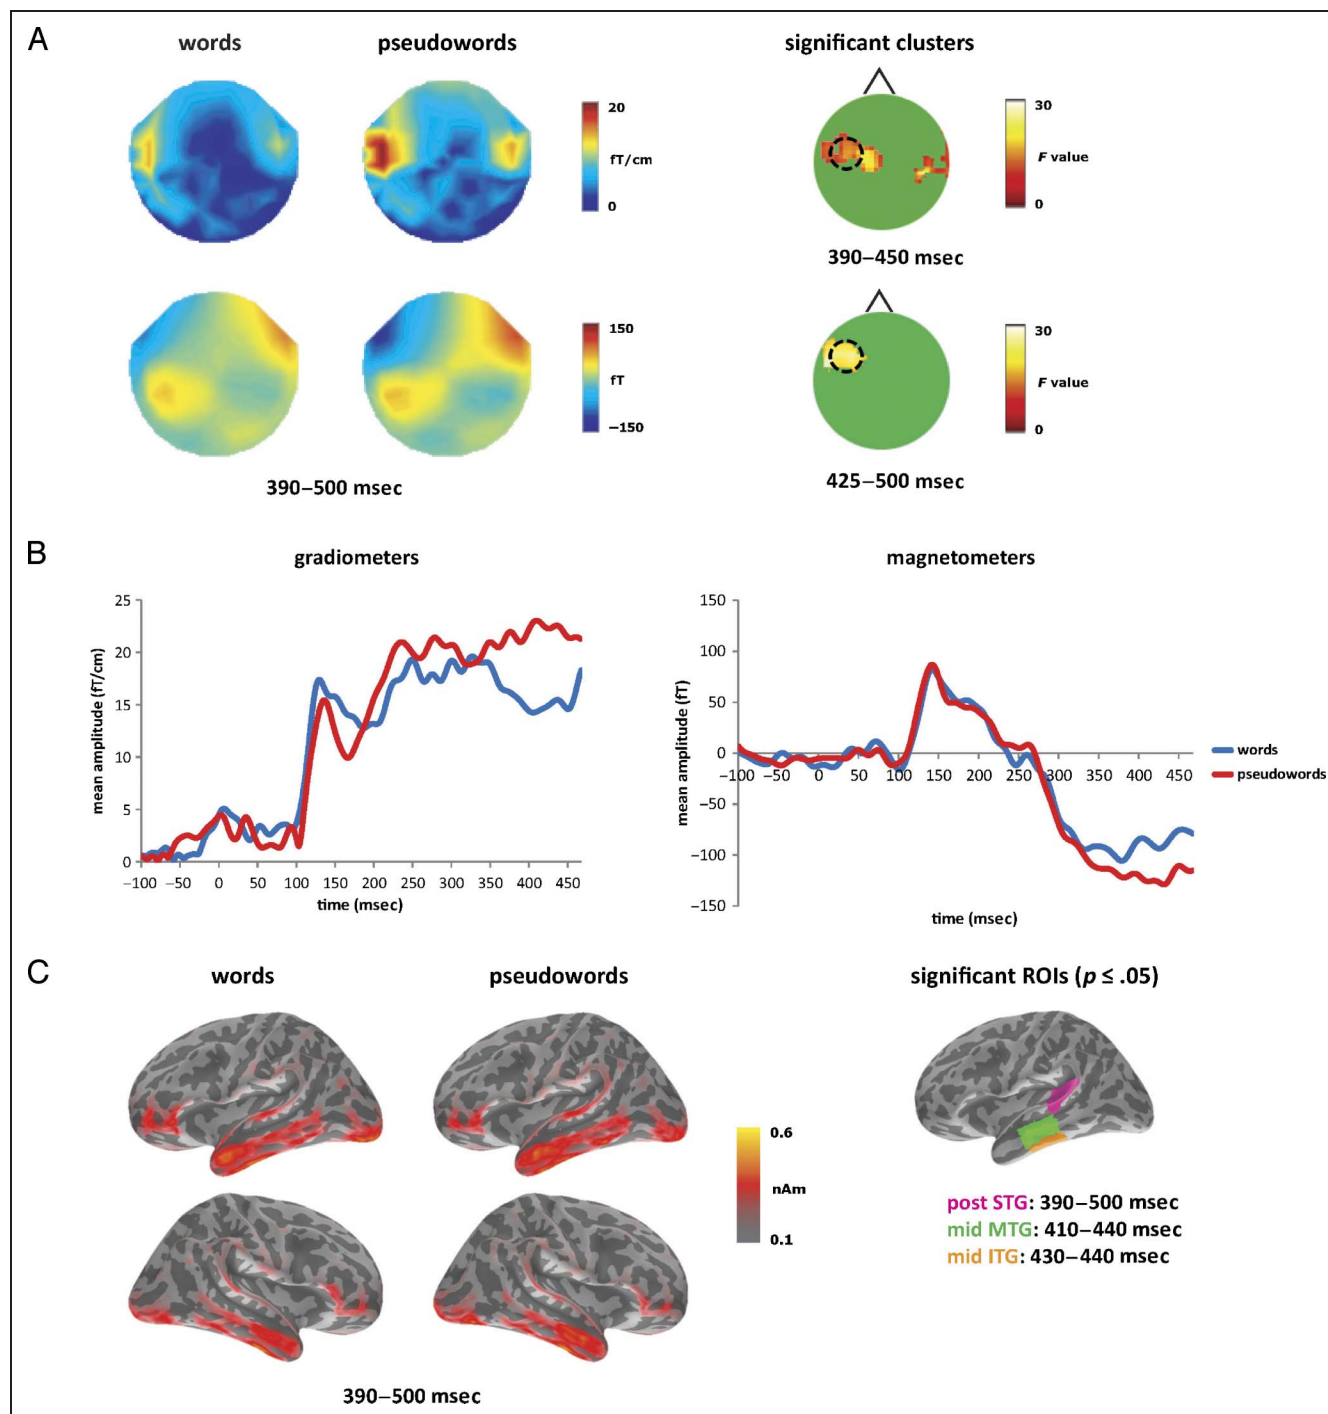 A
words pseudowords significant clusters
20
fT/cm
0
30
F value
0
390–450 msec
150
fT
−150
30
F value
0
390–500 msec
425–500 msec
B
gradiometers magnetometers
mean amplitude (fT/cm)
25
20
15
10
5
0
−100 −50 0 50 100 150 200 250 300 350 400 450
time (msec)
mean amplitude (fT)
150
100
50
0
−50
−100
−150
−100 −50 0 50 100 150 200 250 300 350 400 450
time (msec)
words
pseudowords
C
words pseudowords significant ROIs (p ≤ .05)
0.6
nAm
0.1
post STG: 390–500 msec
mid MTG: 410–440 msec
mid ITG: 430–440 msec
390–500 msec